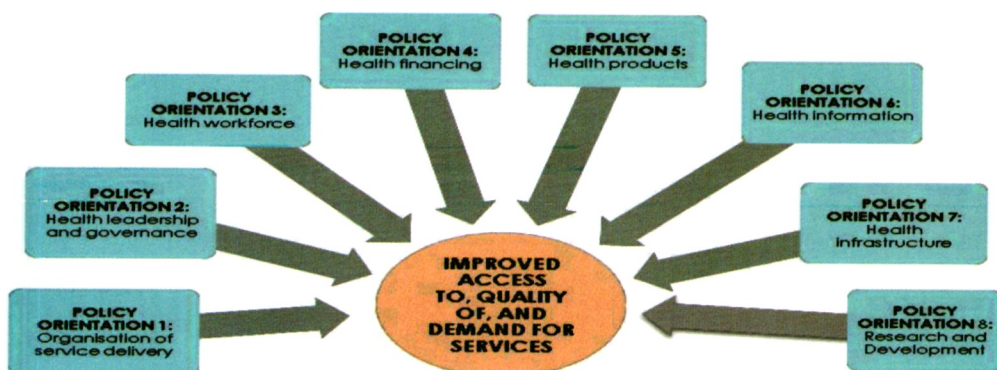 POLICY
ORIENTATION 1:
Organisation of
service delivery
POLICY
ORIENTATION 2:
Health leadership
and governance
POLICY
ORIENTATION 3:
Health workforce
POLICY
ORIENTATION 4:
Health financing
POLICY
ORIENTATION 5:
Health products
POLICY
ORIENTATION 6:
Health information
POLICY
ORIENTATION 7:
Health
infrastructure
POLICY
ORIENTATION 8:
Research and
Development
IMPROVED
ACCESS
TO, QUALITY
OF, AND
DEMAND FOR
SERVICES